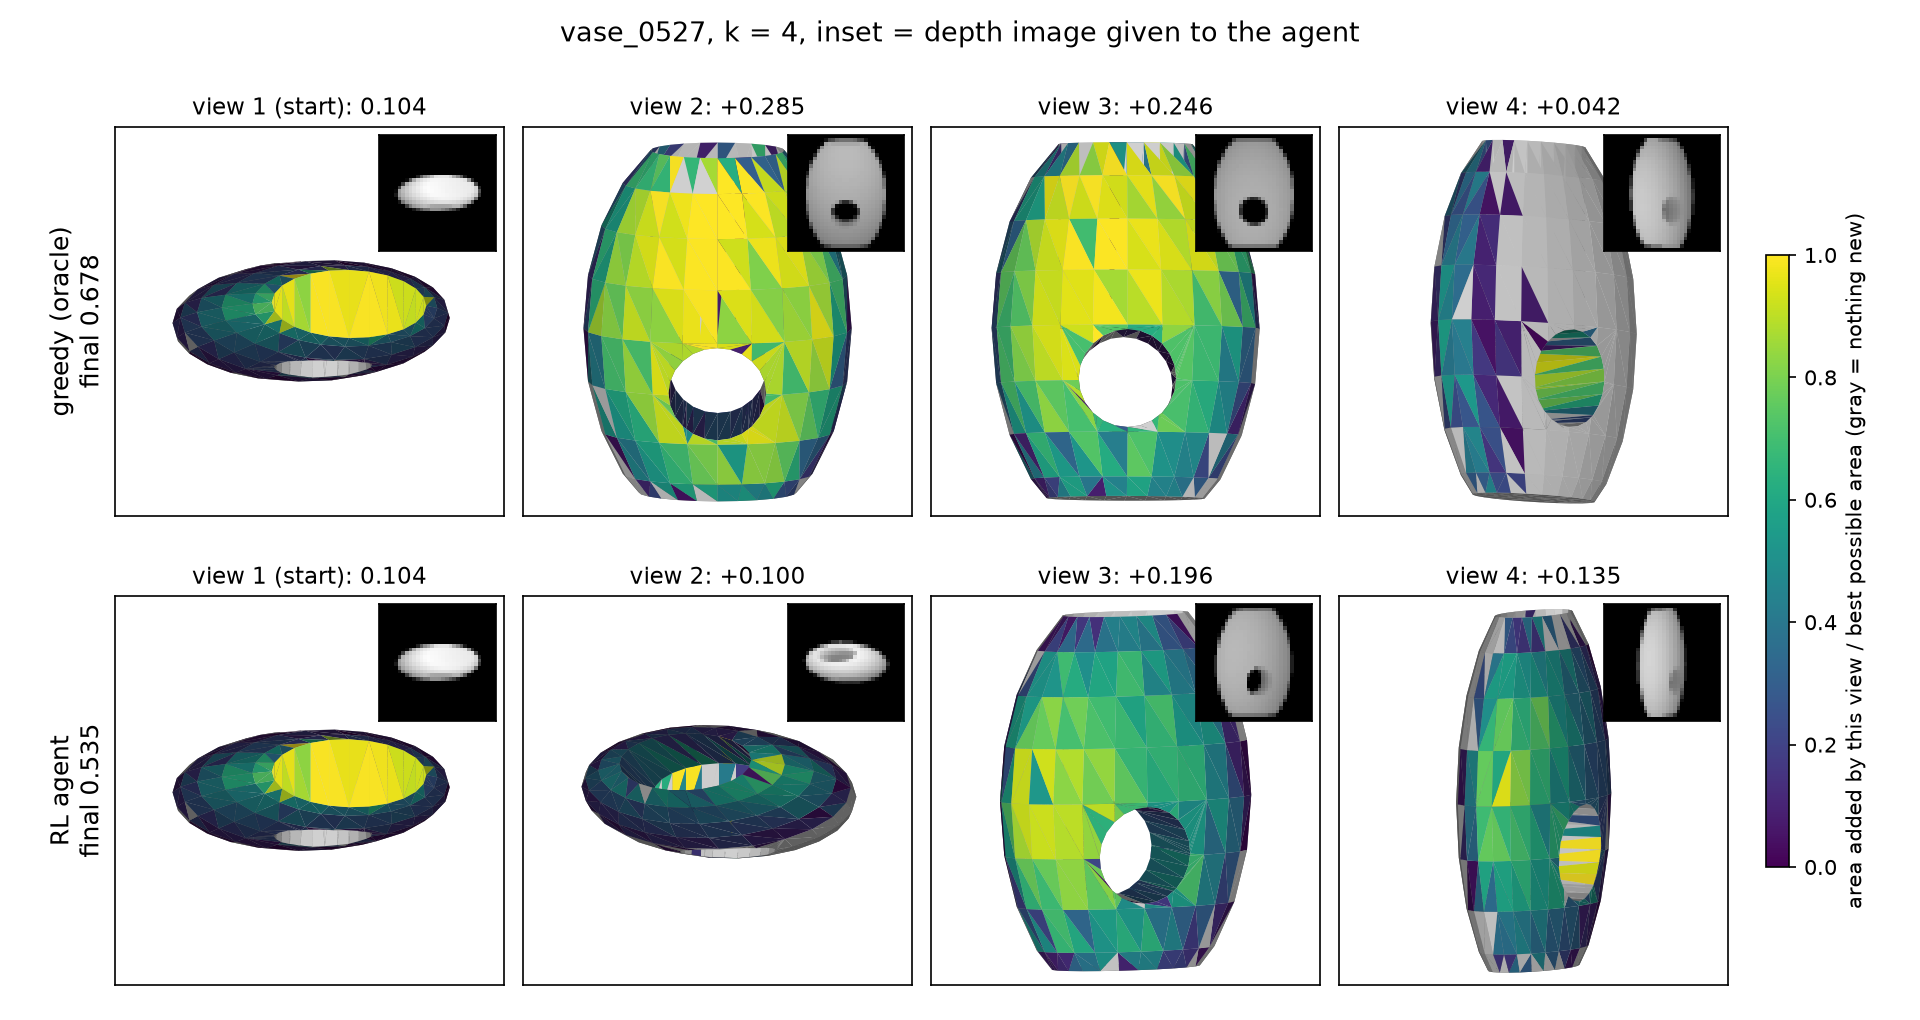 vase_0527, k = 4, inset = depth image given to the agent
view 1 (start): 0.104
view 2: +0.285
view 3: +0.246
view 4: +0.042
greedy (oracle)
final 0.678
view 1 (start): 0.104
view 2: +0.100
view 3: +0.196
view 4: +0.135
RL agent
final 0.535
1.0
0.8
0.6
0.4
0.2
0.0
area added by this view / best possible area (gray = nothing new)